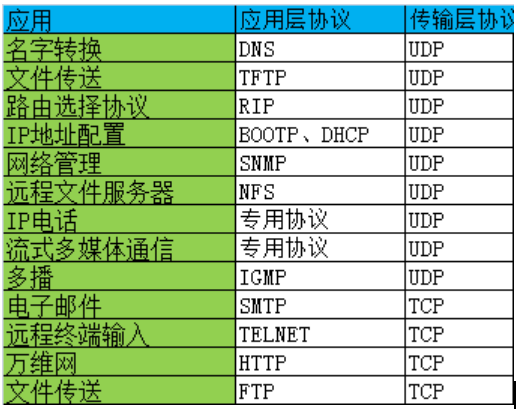 应用 应用层协议 传输层协议
名字转换 DNS UDP
文件传送 TFTP UDP
路由选择协议 RIP UDP
IP地址配置 BOOTP、DHCP UDP
网络管理 SNMP UDP
远程文件服务器 NFS UDP
IP电话 专用协议 UDP
流式多媒体通信 专用协议 UDP
多播 IGMP UDP
电子邮件 SMTP TCP
远程终端输入 TELNET TCP
万维网 HTTP TCP
文件传送 FTP TCP